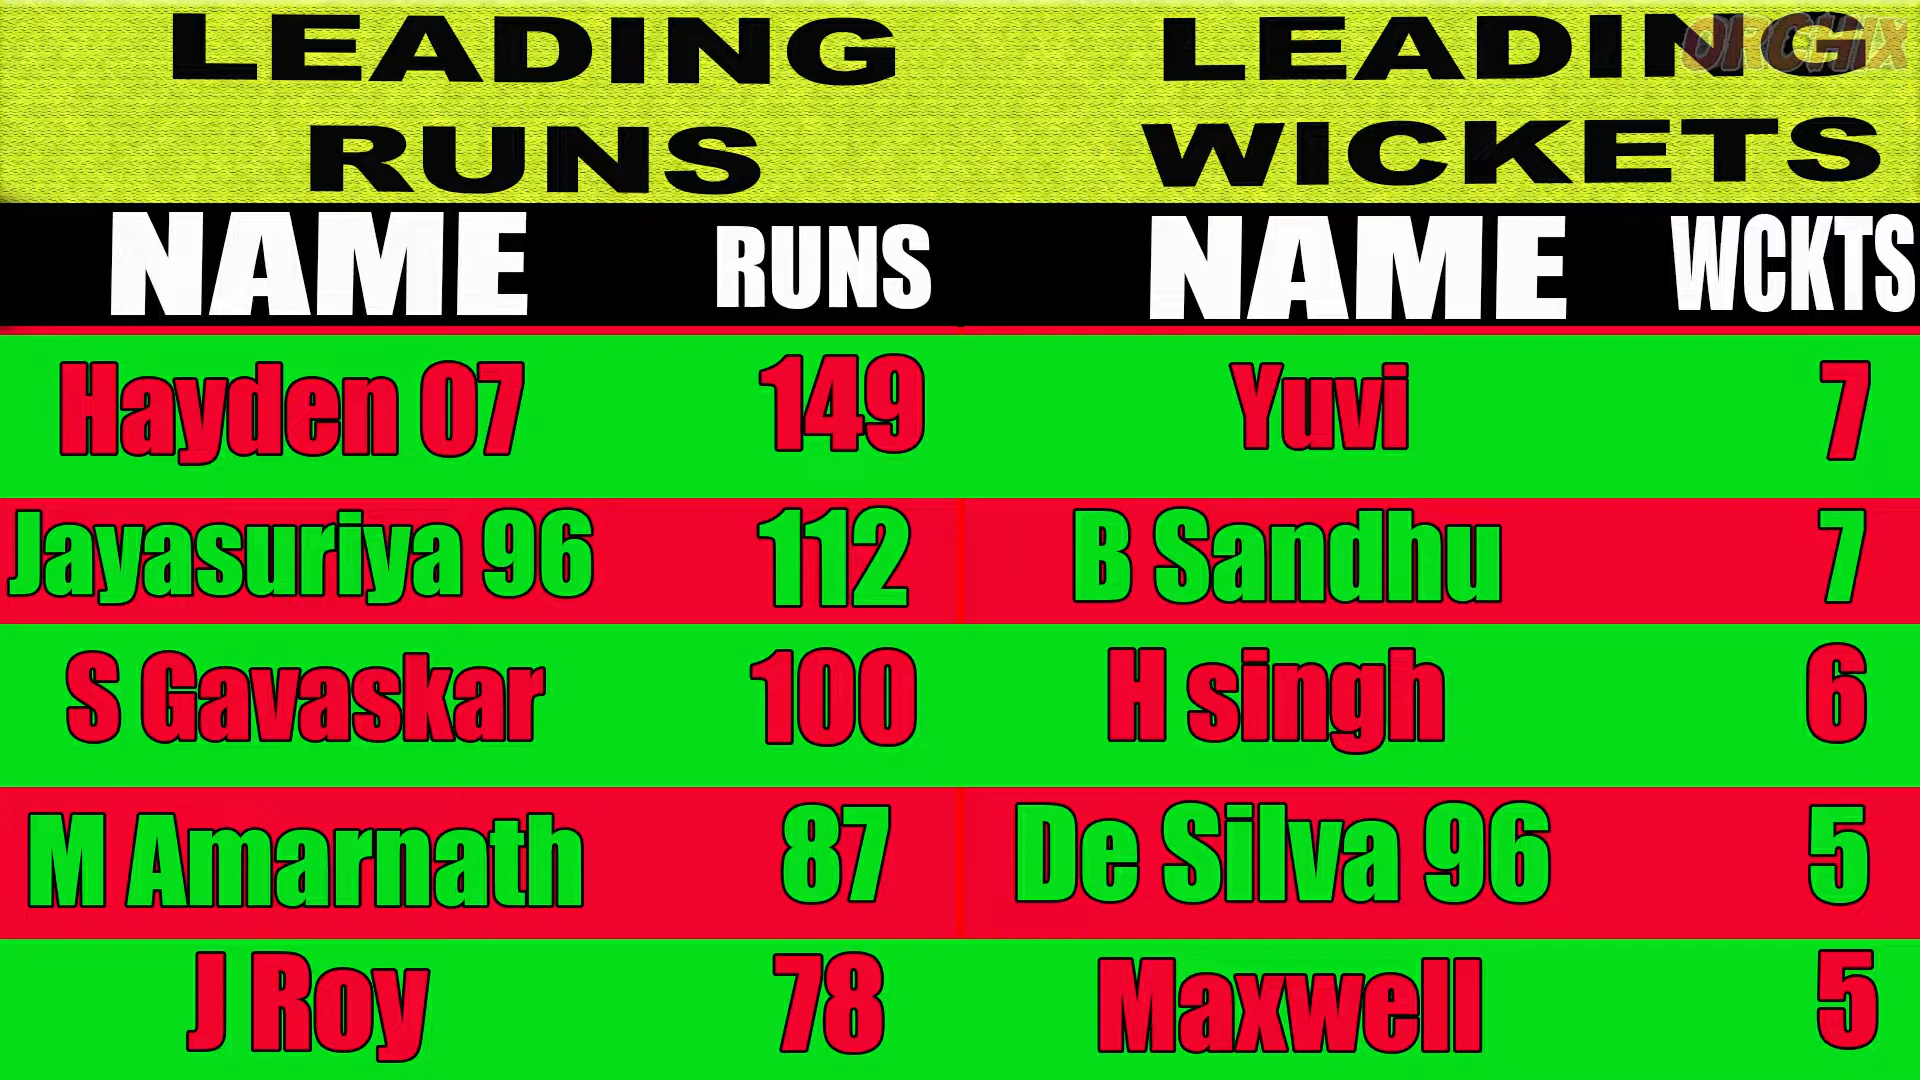 LEADING
RUNS
LEADING
WICKETS
ORCHIX
NAME RUNS NAME WCKTS
Hayden 07 149 Yuvi 7
Jayasuriya 96 112 B Sandhu 7
S Gavaskar 100 H singh 6
M Amarnath 87 De Silva 96 5
J Roy 78 Maxwell 5